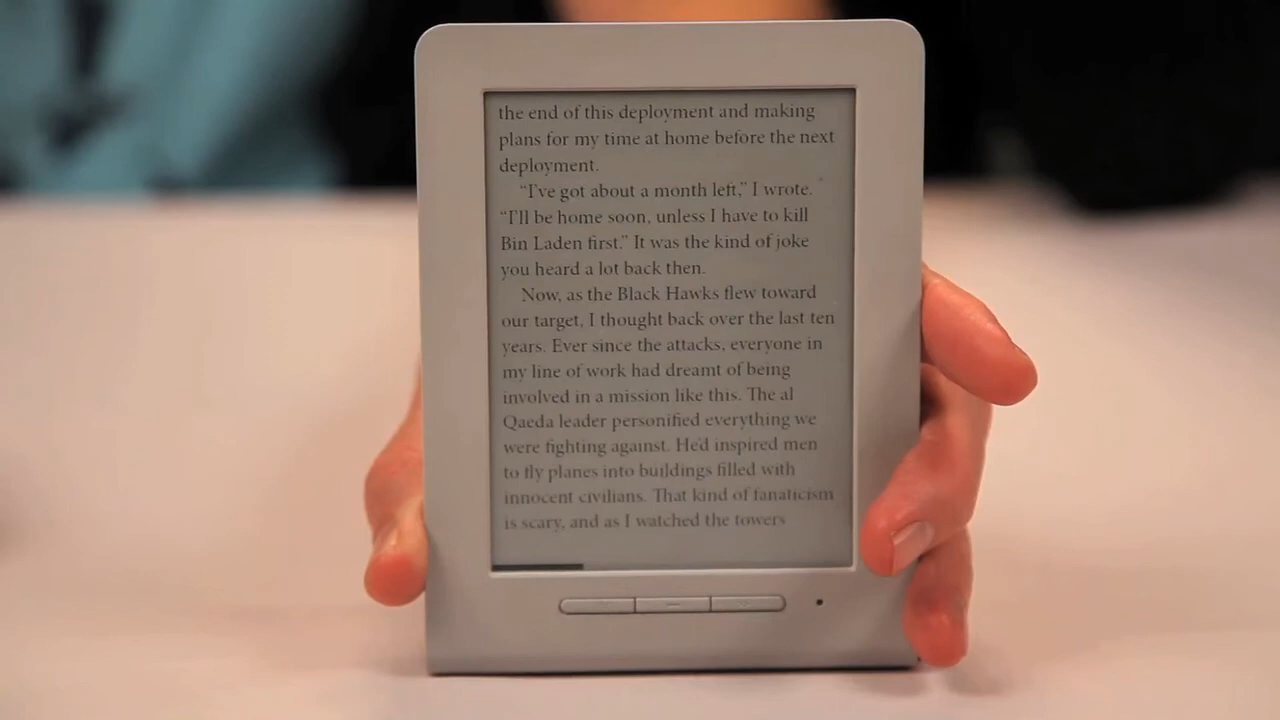 the end of this deployment and making
plans for my time at home before the next
deployment.
“I’ve got about a month left,” I wrote.
“I’ll be home soon, unless I have to kill
Bin Laden first.” It was the kind of joke
you heard a lot back then.
Now, as the Black Hawks flew toward
our target, I thought back over the last ten
years. Ever since the attacks, everyone in
my line of work had dreamt of being
involved in a mission like this. The al
Qaeda leader personified everything we
were fighting against. He’d inspired men
to fly planes into buildings filled with
innocent civilians. That kind of fanaticism
is scary, and as I watched the towers